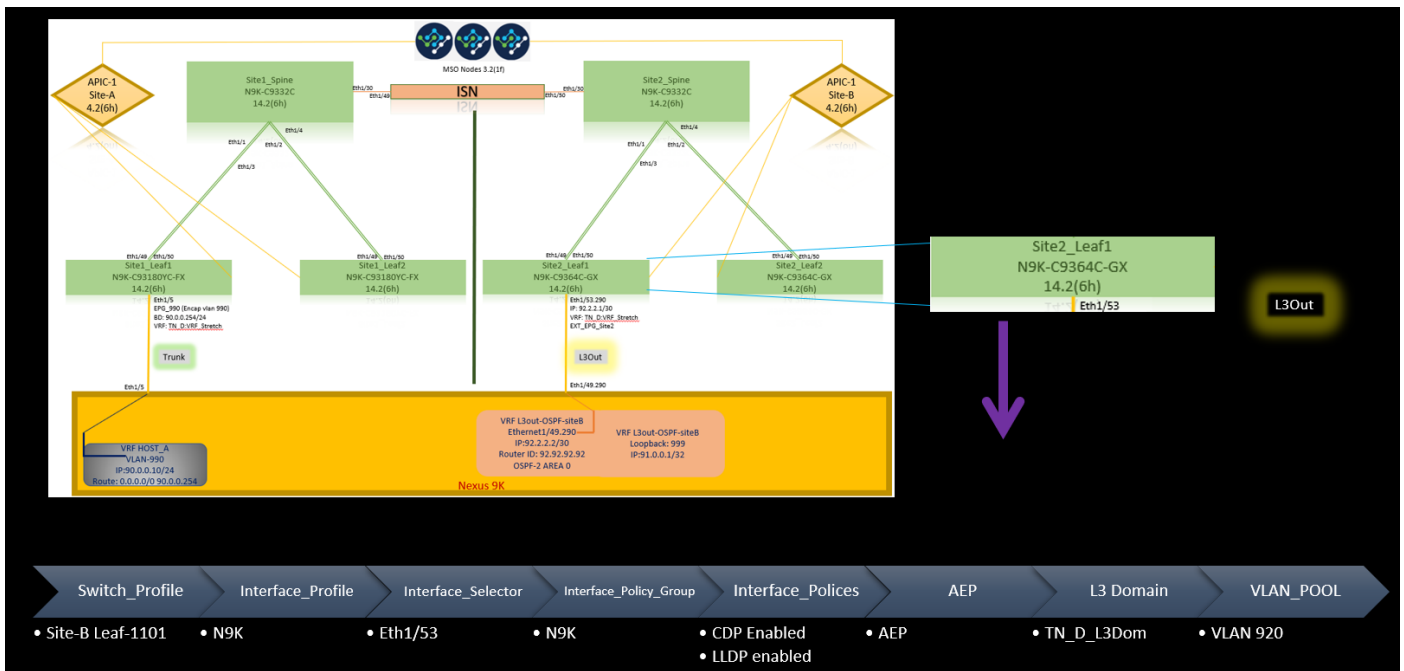 MSO Nodes 3.2(1f)
APIC-1
Site-A
4.2(6h)
Site1_Spine
N9K-C9332C
14.2(6h)
Eth1/30
Eth1/49
ISN
Eth1/30
Eth1/50
Site2_Spine
N9K-C9332C
14.2(6h)
APIC-1
Site-B
4.2(6h)
Eth1/4
Eth1/1
Eth1/2
Eth1/3
Eth1/4
Eth1/1
Eth1/2
Eth1/3
Eth1/49 Eth1/50
Site1_Leaf1
N9K-C93180YC-FX
14.2(6h)
Eth1/49 Eth1/50
Site1_Leaf2
N9K-C93180YC-FX
14.2(6h)
Eth1/49 Eth1/50
Site2_Leaf1
N9K-C9364C-GX
14.2(6h)
Eth1/49 Eth1/50
Site2_Leaf2
N9K-C9364C-GX
14.2(6h)
Site2_Leaf1
N9K-C9364C-GX
14.2(6h)
Eth1/53
L3Out
Eth1/5
EPG_990 (Encap vlan 990)
BD: 90.0.0.254/24
VRF: TN_D:VRF_Stretch
Eth1/53.290
IP: 92.2.2.1/30
VRF: TN_D:VRF_Stretch
EXT_EPG_Site2
Trunk
L3Out
Eth1/5
Eth1/49.290
VRF HOST_A
VLAN-990
IP:90.0.0.10/24
Route: 0.0.0.0/0 90.0.0.254
VRF L3out-OSPF-siteB
Ethernet1/49.290
IP:92.2.2.2/30
Router ID: 92.92.92.92
OSPF-2 AREA 0
VRF L3out-OSPF-siteB
Loopback: 999
IP:91.0.0.1/32
Nexus 9K
Switch_Profile
Interface_Profile
Interface_Selector
Interface_Policy_Group
Interface_Polices
AEP
L3 Domain
VLAN_POOL
• Site-B Leaf-1101
• N9K
• Eth1/53
• N9K
• CDP Enabled
• LLDP enabled
• AEP
• TN_D_L3Dom
• VLAN 920